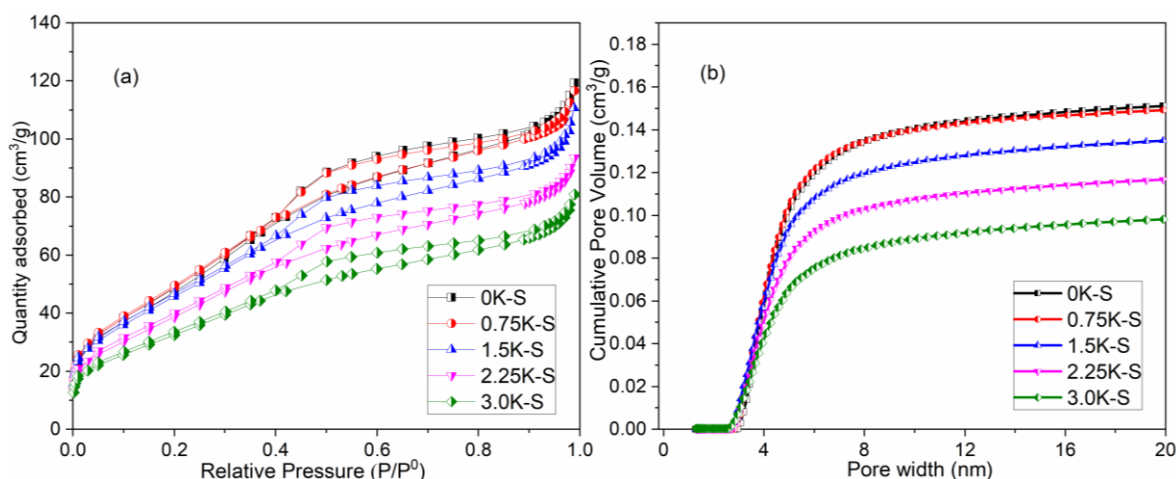 (a)
Quantity adsorbed (cm³/g)
140
120
100
80
60
40
20
0
0K-S
0.75K-S
1.5K-S
2.25K-S
3.0K-S
0.0 0.2 0.4 0.6 0.8 1.0
Relative Pressure (P/P⁰)
(b)
Cumulative Pore Volume (cm³/g)
0.18
0.16
0.14
0.12
0.10
0.08
0.06
0.04
0.02
0.00
0K-S
0.75K-S
1.5K-S
2.25K-S
3.0K-S
0 4 8 12 16 20
Pore width (nm)